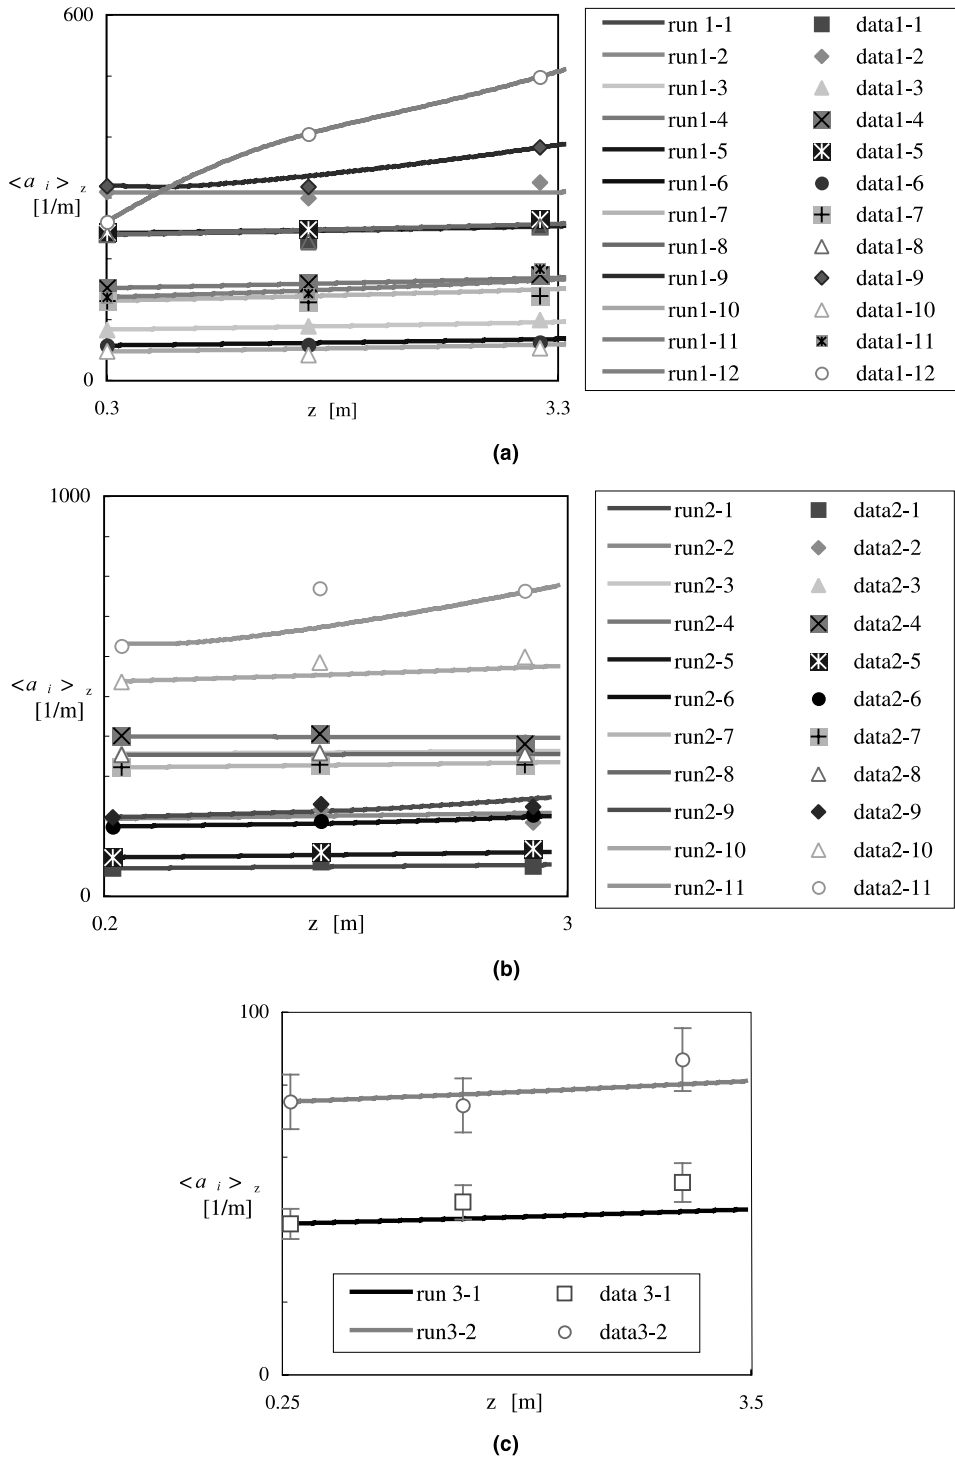 600
< a i > z
[1/m]
0
0.3
z [m]
3.3
run 1-1 data1-1
run1-2 data1-2
run1-3 data1-3
run1-4 data1-4
run1-5 data1-5
run1-6 data1-6
run1-7 data1-7
run1-8 data1-8
run1-9 data1-9
run1-10 data1-10
run1-11 data1-11
run1-12 data1-12
(a)
1000
< a i > z
[1/m]
0
0.2
z [m]
3
run2-1 data2-1
run2-2 data2-2
run2-3 data2-3
run2-4 data2-4
run2-5 data2-5
run2-6 data2-6
run2-7 data2-7
run2-8 data2-8
run2-9 data2-9
run2-10 data2-10
run2-11 data2-11
(b)
100
< a i > z
[1/m]
run 3-1 data 3-1
run3-2 data3-2
0
0.25
z [m]
3.5
(c)